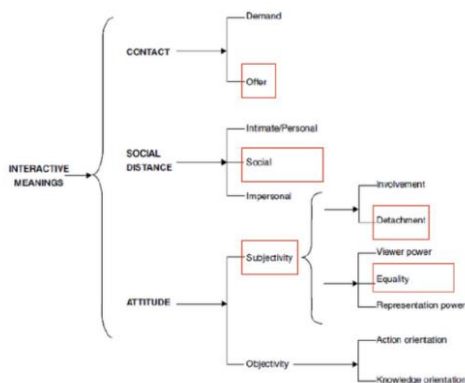 Demand
CONTACT
Offer
Intimate/Personal
SOCIAL
DISTANCE
Social
INTERACTIVE
MEANINGS
Impersonal
Involvement
Detachment
Subjectivity
Viewer power
Equality
ATTITUDE
Representation power
Action orientation
Objectivity
Knowledge orientation